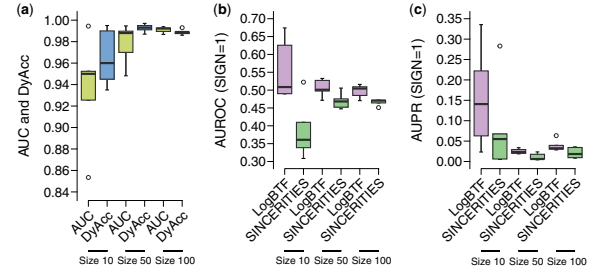 (a)
AUC and DyAcc
1.00
0.98
0.96
0.94
0.92
0.90
0.88
0.86
0.84
AUC
DyAcc
AUC
DyAcc
AUC
DyAcc
Size 10 Size 50 Size 100
(b)
AUROC (SIGN=1)
0.70
0.65
0.60
0.55
0.50
0.45
0.40
0.35
0.30
LogBTF
SINCERITIES
LogBTF
SINCERITIES
LogBTF
SINCERITIES
Size 10 Size 50 Size 100
(c)
AUPR (SIGN=1)
0.35
0.30
0.25
0.20
0.15
0.10
0.05
0.00
LogBTF
SINCERITIES
LogBTF
SINCERITIES
LogBTF
SINCERITIES
Size 10 Size 50 Size 100